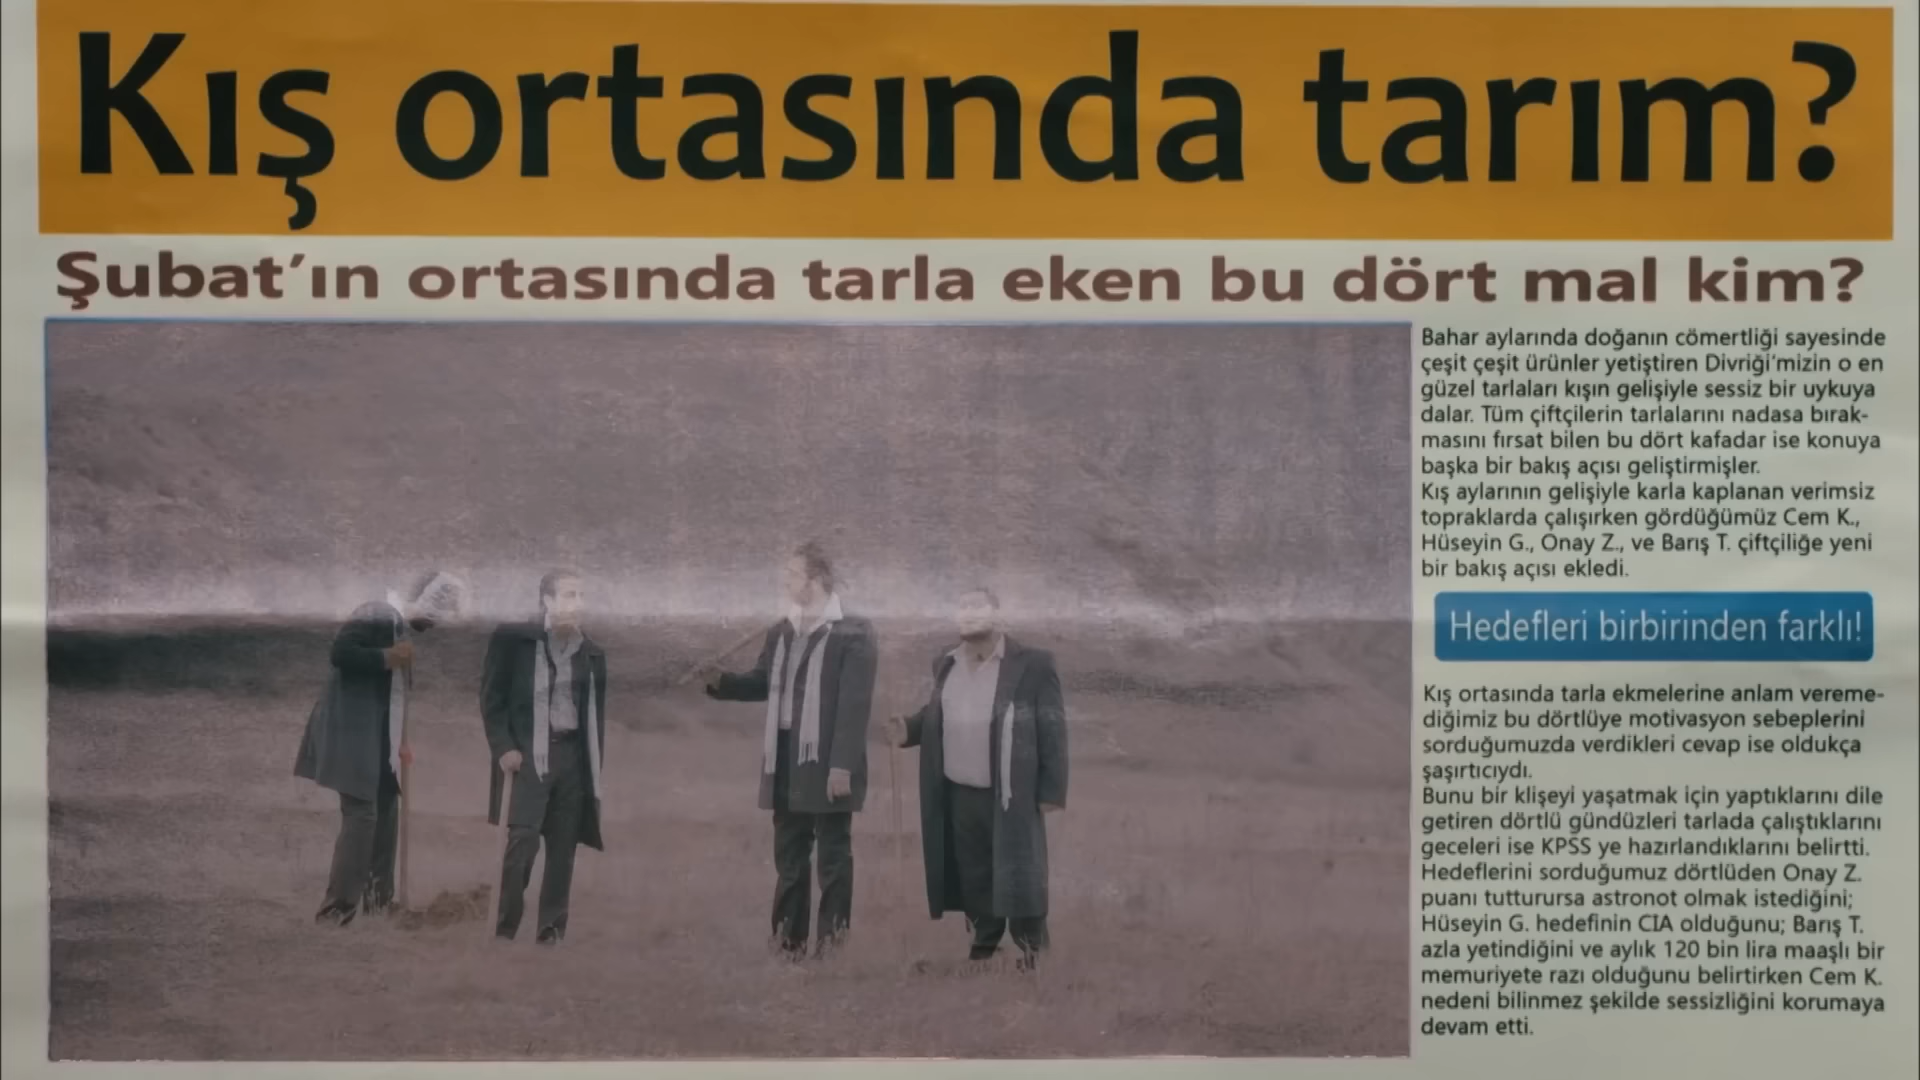 Kış ortasında tarım?
Şubat'ın ortasında tarla eken bu dört mal kim?
Bahar aylarında doğanın cömertliği sayesinde
çeşit çeşit ürünler yetiştiren Divriği'mizin o en
güzel tarlaları kışın gelişiyle sessiz bir uykuya
dalar. Tüm çiftçilerin tarlalarını nadasa bırak-
masını fırsat bilen bu dört kafadar ise konuya
başka bir bakış açısı geliştirmişler.
Kış aylarının gelişiyle karla kaplanan verimsiz
topraklarda çalışırken gördüğümüz Cem K.,
Hüseyin G., Onay Z., ve Barış T. çiftçiliğe yeni
bir bakış açısı ekledi.
Hedefleri birbirinden farklı!
Kış ortasında tarla ekmelerine anlam vereme-
diğimiz bu dörtlüye motivasyon sebeplerini
sorduğumuzda verdikleri cevap ise oldukça
şaşırtıcıydı.
Bunu bir klişeyi yaşatmak için yaptıklarını dile
getiren dörtlü gündüzleri tarlada çalıştıklarını
geceleri ise KPSS ye hazırlandıklarını belirtti.
Hedeflerini sorduğumuz dörtlüden Onay Z.
puanı tutturursa astronot olmak istediğini;
Hüseyin G. hedefinin CIA olduğunu; Barış T.
azla yetindiğini ve aylık 120 bin lira maaşlı bir
memuriyete razı olduğunu belirtirken Cem K.
nedeni bilinmez şekilde sessizliğini korumaya
devam etti.